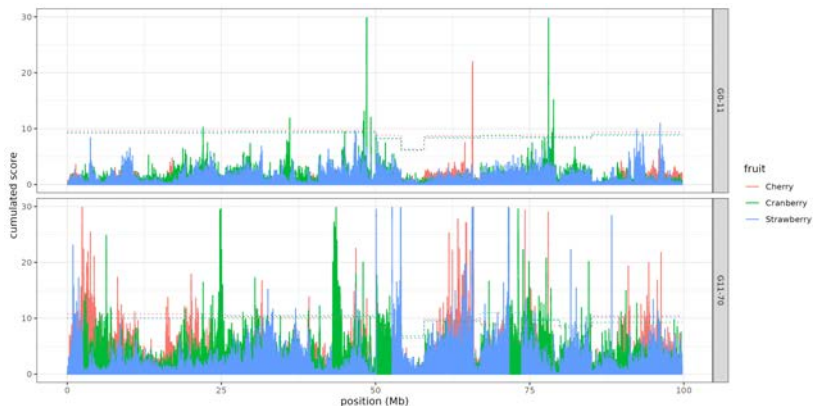 30
20
10
0
G0-11
30
20
10
0
G11-70
cumulated score
0
25
50
75
100
position (Mb)
fruit
Cherry
Cranberry
Strawberry